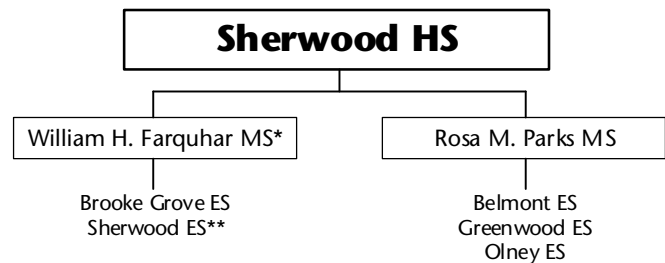 Sherwood HS
William H. Farquhar MS*
Rosa M. Parks MS
Brooke Grove ES
Sherwood ES**
Belmont ES
Greenwood ES
Olney ES